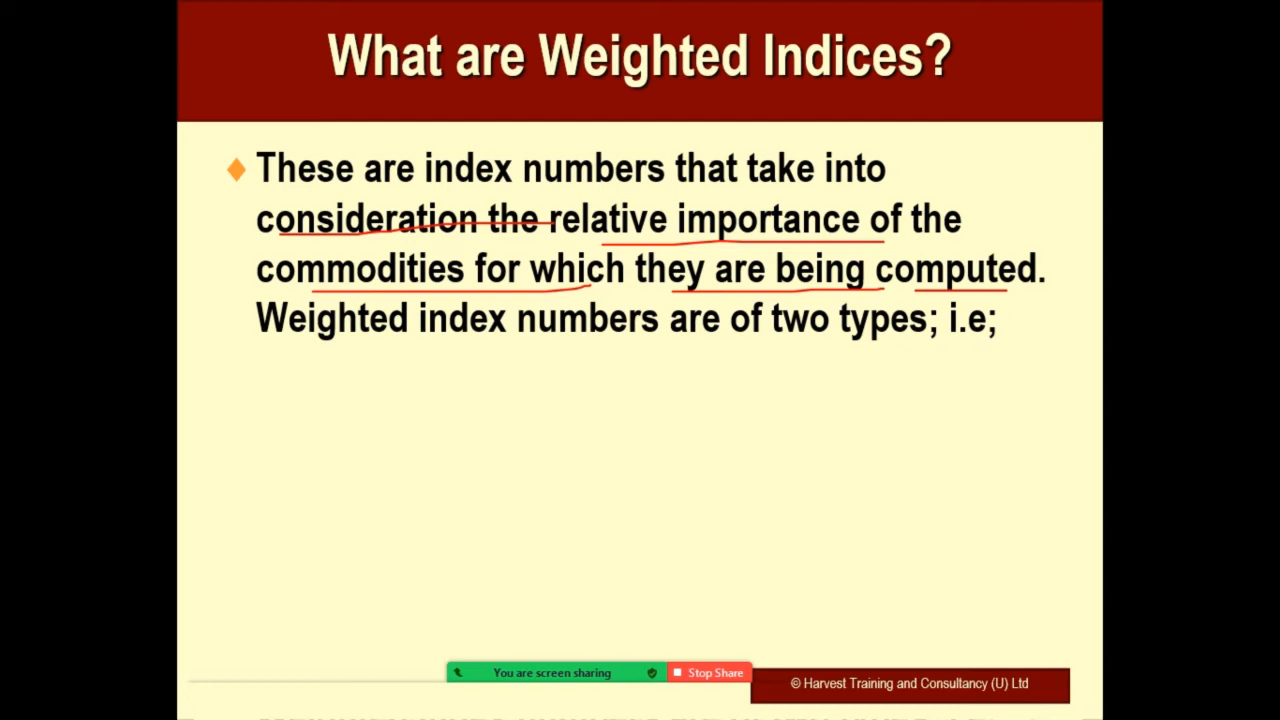 What are Weighted Indices?
These are index numbers that take into
consideration the relative importance of the
commodities for which they are being computed.
Weighted index numbers are of two types; i.e;
You are screen sharing
Stop Share
© Harvest Training and Consultancy (U) Ltd